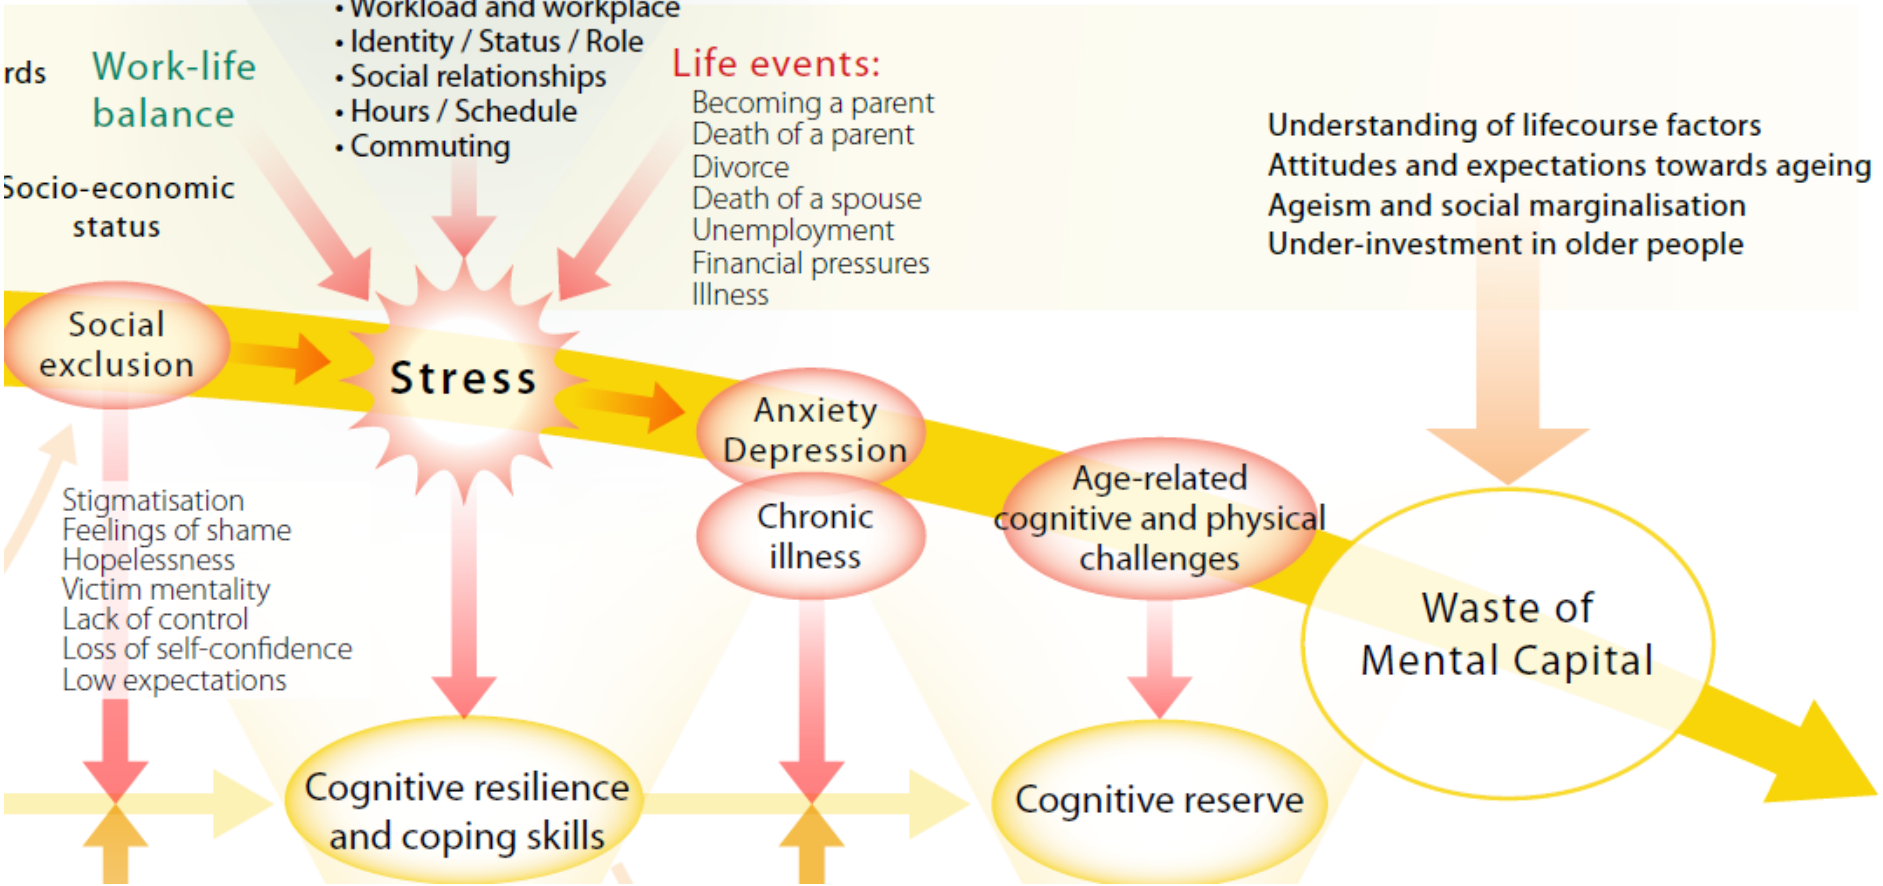 • Workload and workplace
• Identity / Status / Role
• Social relationships
• Hours / Schedule
• Commuting
rds
Work-life
balance
Socio-economic
status
Life events:
Becoming a parent
Death of a parent
Divorce
Death of a spouse
Unemployment
Financial pressures
Illness
Understanding of lifecourse factors
Attitudes and expectations towards ageing
Ageism and social marginalisation
Under-investment in older people
Social
exclusion
Stress
Anxiety
Depression
Chronic
illness
Age-related
cognitive and physical
challenges
Waste of
Mental Capital
Stigmatisation
Feelings of shame
Hopelessness
Victim mentality
Lack of control
Loss of self-confidence
Low expectations
Cognitive resilience
and coping skills
Cognitive reserve